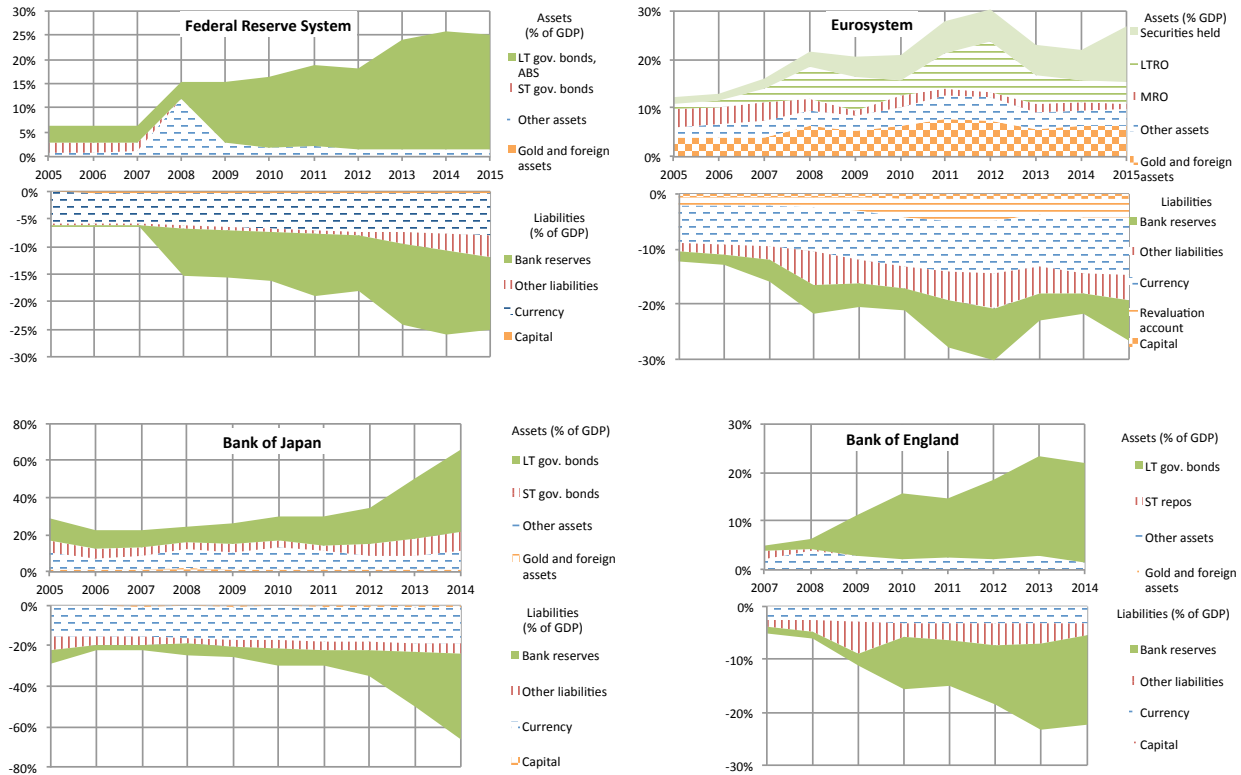 Federal Reserve System
30%
25%
20%
15%
10%
5%
0%
2005 2006 2007 2008 2009 2010 2011 2012 2013 2014 2015
Assets
(% of GDP)
LT gov. bonds,
ABS
ST gov. bonds
Other assets
Gold and foreign
assets
0%
-5%
-10%
-15%
-20%
-25%
-30%
Liabilities
(% of GDP)
Bank reserves
Other liabilities
Currency
Capital
Eurosystem
30%
20%
10%
0%
2005 2006 2007 2008 2009 2010 2011 2012 2013 2014 2015
Assets (% GDP)
Securities held
LTRO
MRO
Other assets
Gold and foreign
assets
0%
-10%
-20%
-30%
Liabilities
Bank reserves
Other liabilities
Currency
Revaluation
account
Capital
Bank of Japan
80%
60%
40%
20%
0%
2005 2006 2007 2008 2009 2010 2011 2012 2013 2014
Assets (% of GDP)
LT gov. bonds
ST gov. bonds
Other assets
Gold and foreign
assets
0%
-20%
-40%
-60%
-80%
Liabilities
(% of GDP)
Bank reserves
Other liabilities
Currency
Capital
Bank of England
30%
20%
10%
0%
2007 2008 2009 2010 2011 2012 2013 2014
Assets (% of GDP)
LT gov. bonds
ST repos
Other assets
Gold and foreign
assets
0%
-10%
-20%
-30%
Liabilities (% of GDP)
Bank reserves
Other liabilities
Currency
Capital